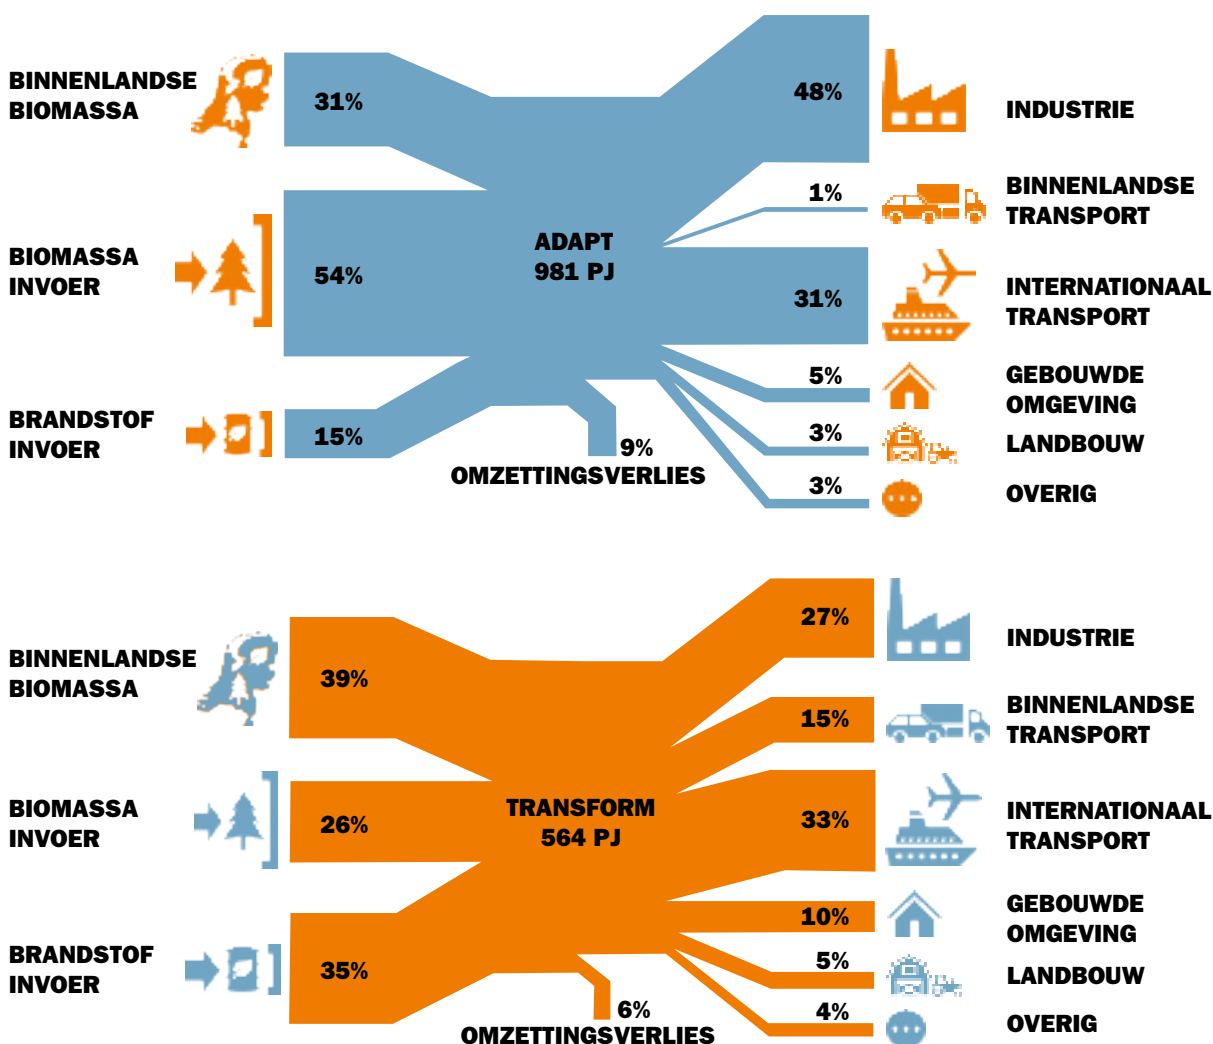 BINNENLANDSE
BIOMASSA
31%
BIOMASSA
INVOER
54%
BRANDSTOF
INVOER
15%
ADAPT
981 PJ
9%
OMZETTINGSVERLIES
48%
INDUSTRIE
1%
BINNENLANDSE
TRANSPORT
31%
INTERNATIONAAL
TRANSPORT
5%
GEBOUWDE
OMGEVING
3%
LANDBOUW
3%
OVERIG
BINNENLANDSE
BIOMASSA
39%
BIOMASSA
INVOER
26%
BRANDSTOF
INVOER
35%
TRANSFORM
564 PJ
6%
OMZETTINGSVERLIES
27%
INDUSTRIE
15%
BINNENLANDSE
TRANSPORT
33%
INTERNATIONAAL
TRANSPORT
10%
GEBOUWDE
OMGEVING
5%
LANDBOUW
4%
OVERIG